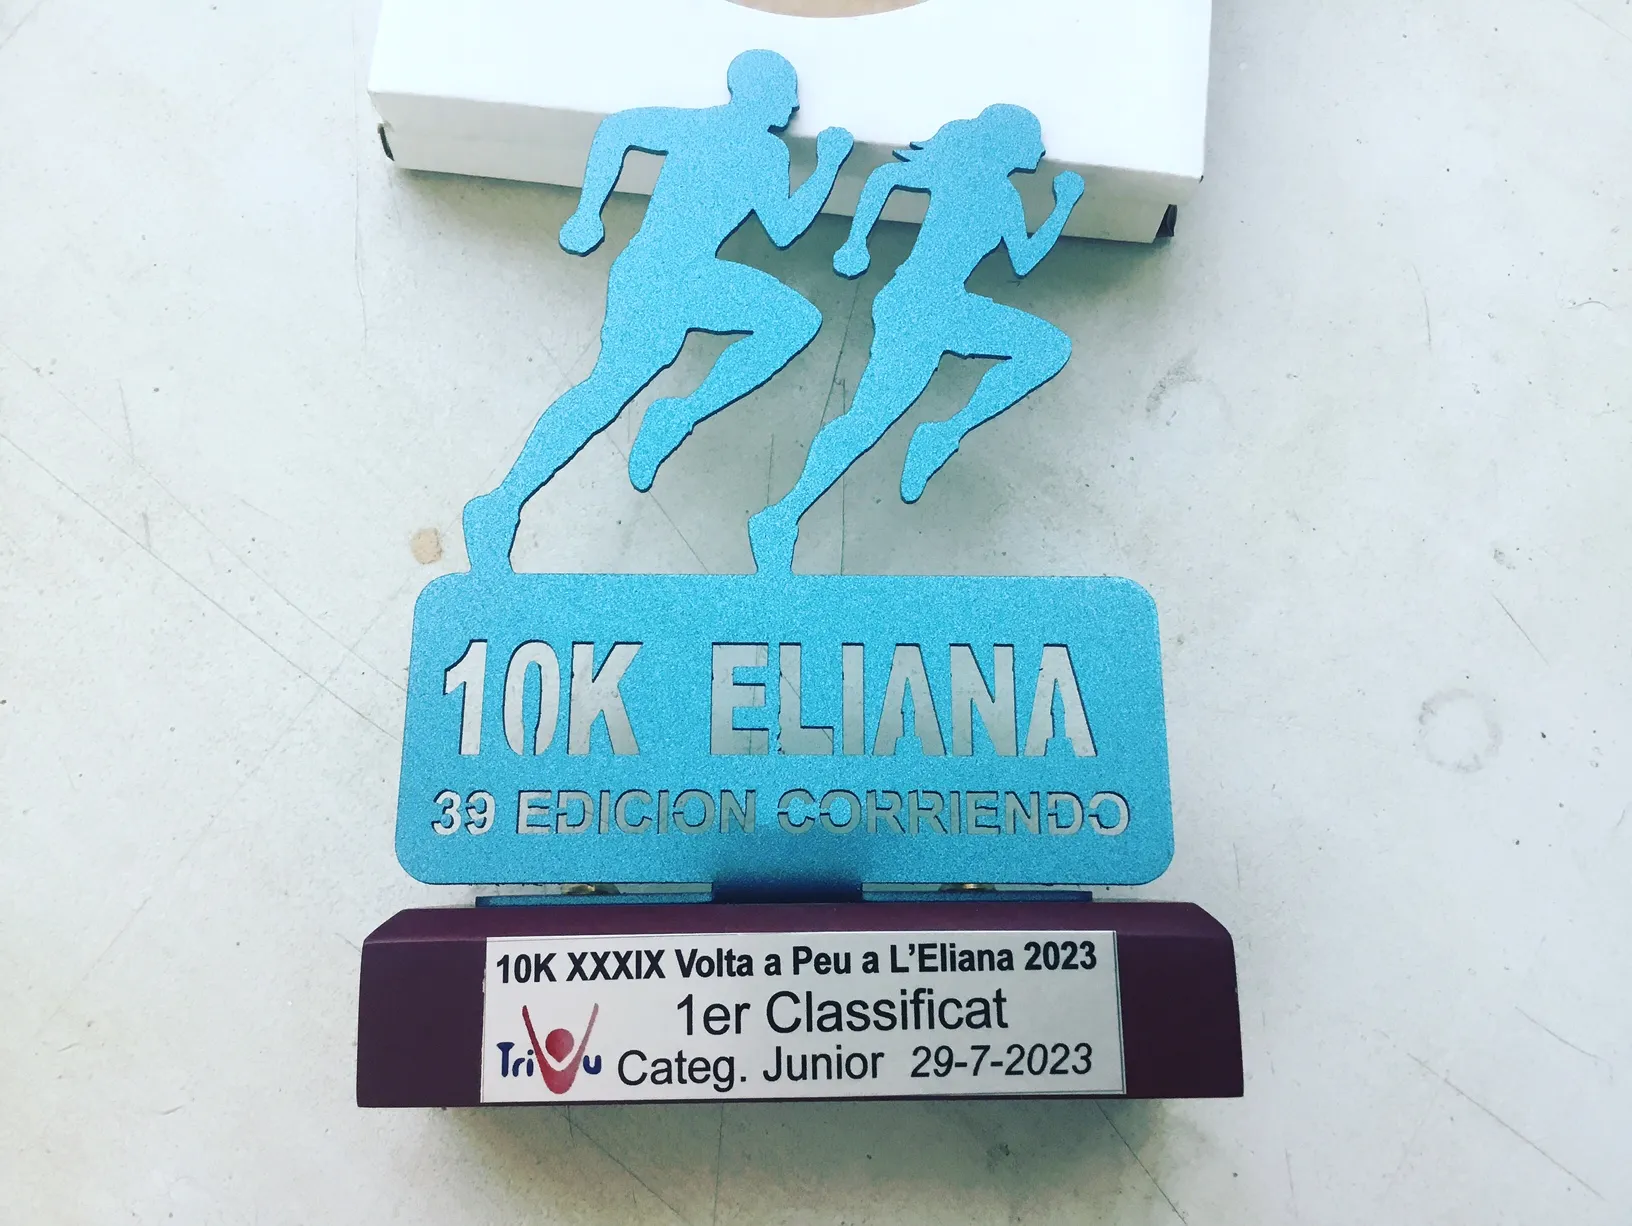 10K ELIANA
39 EDICION CORRIENDO
10K XXXIX Volta a Peu a L'Eliana 2023
1er Classificat
TriVu
Categ. Junior 29-7-2023